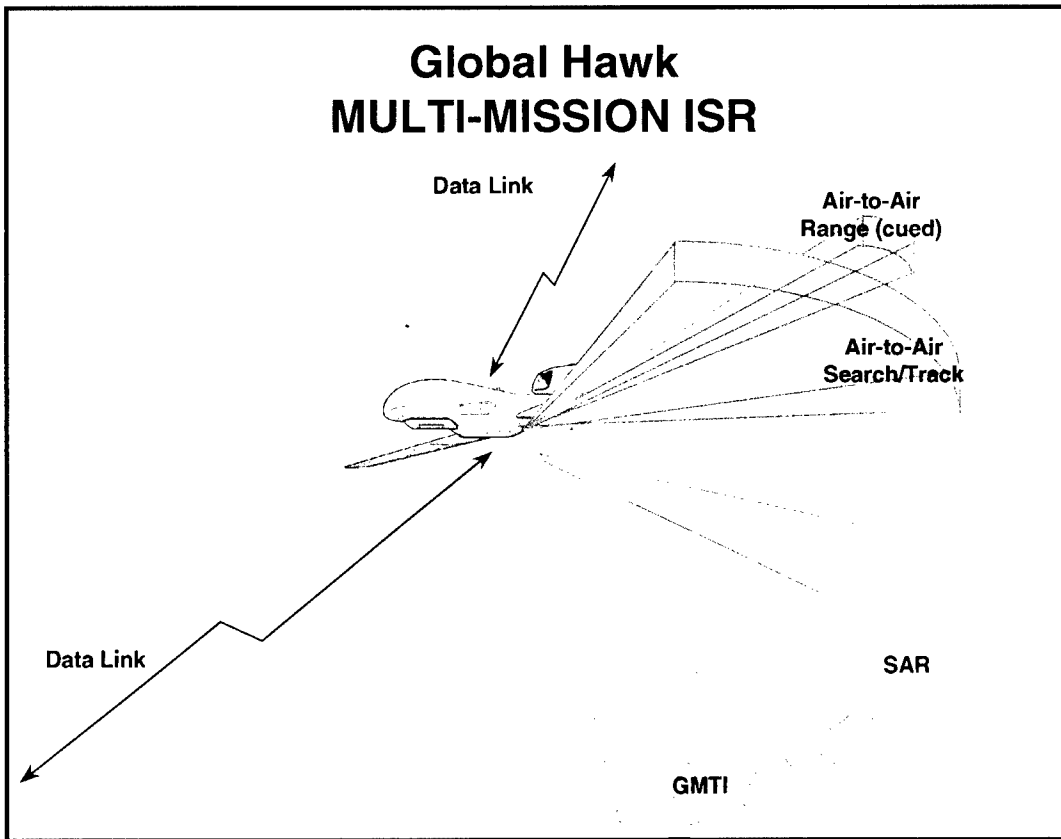 Global Hawk
MULTI-MISSION ISR
Data Link
Air-to-Air
Range (cued)
Air-to-Air
Search/Track
Data Link
SAR
GMTI